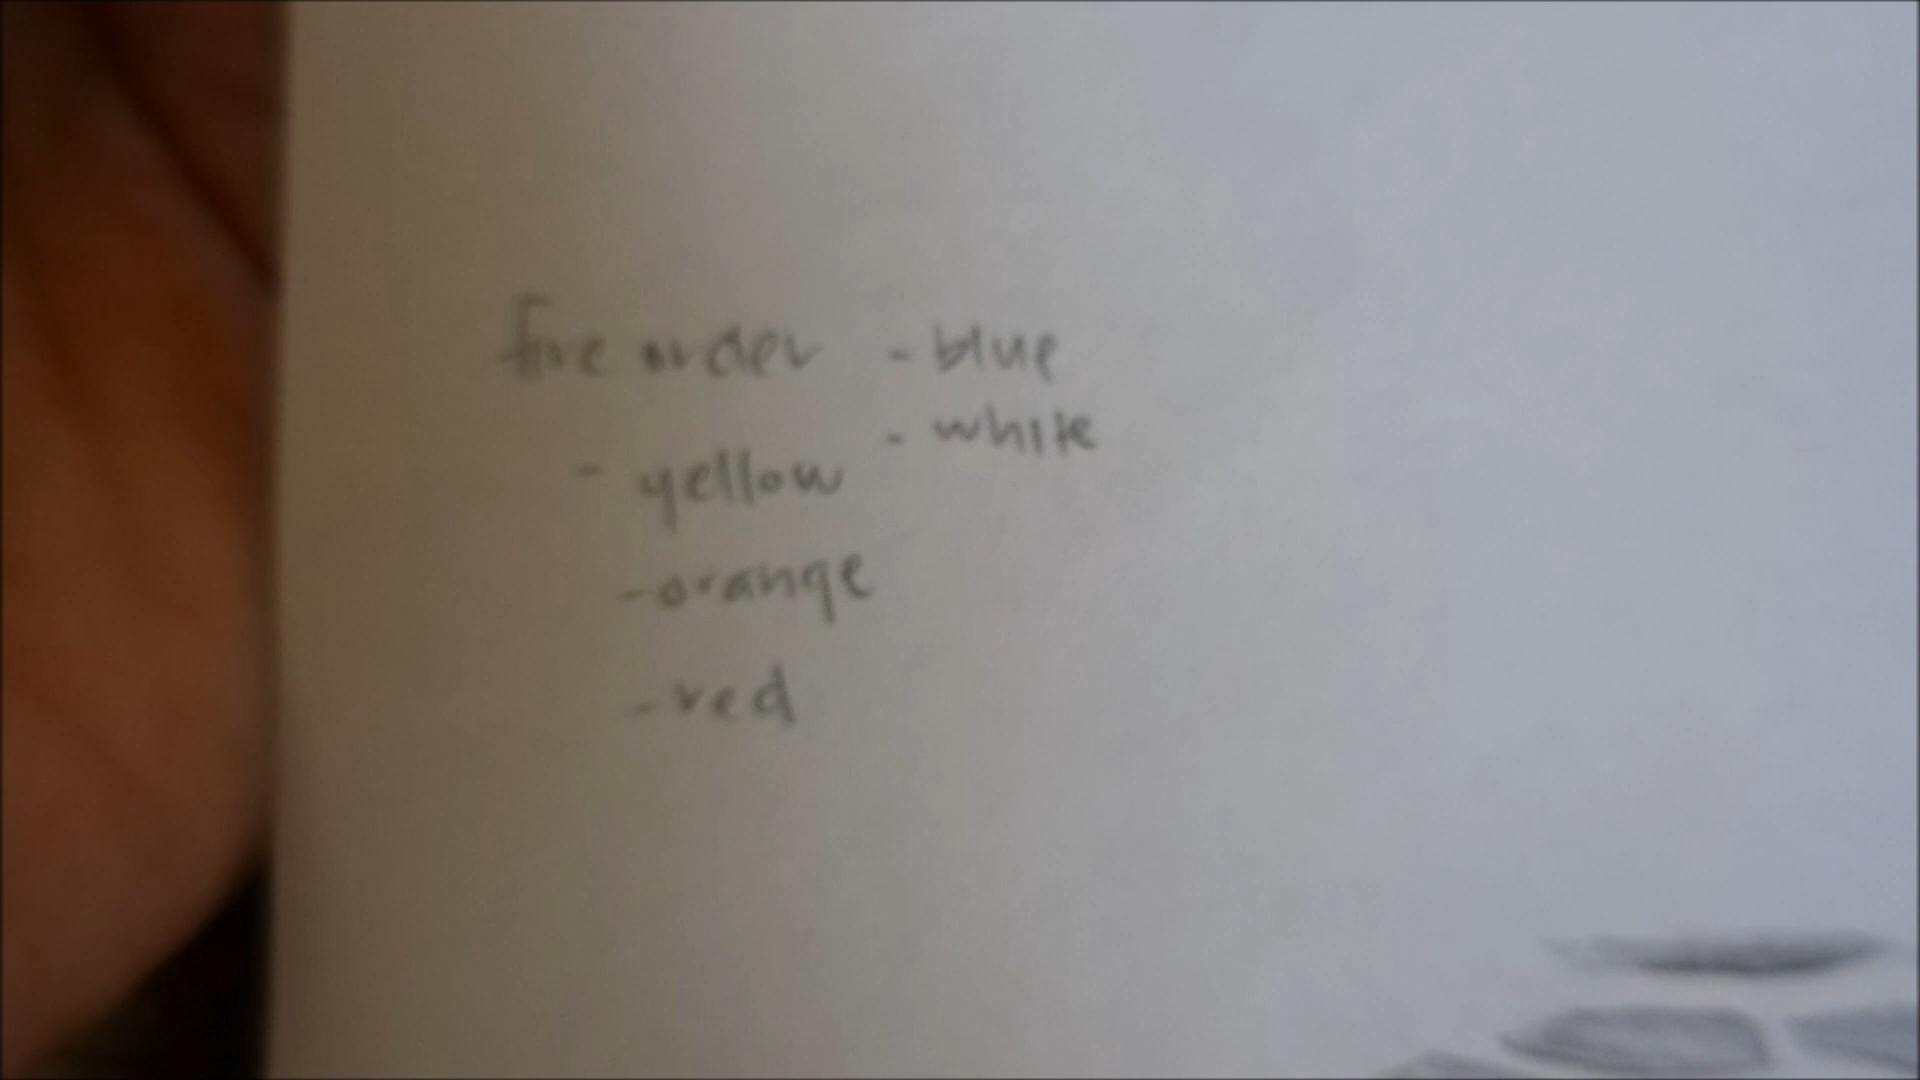 fire order - blue
- white
- yellow
- orange
- red